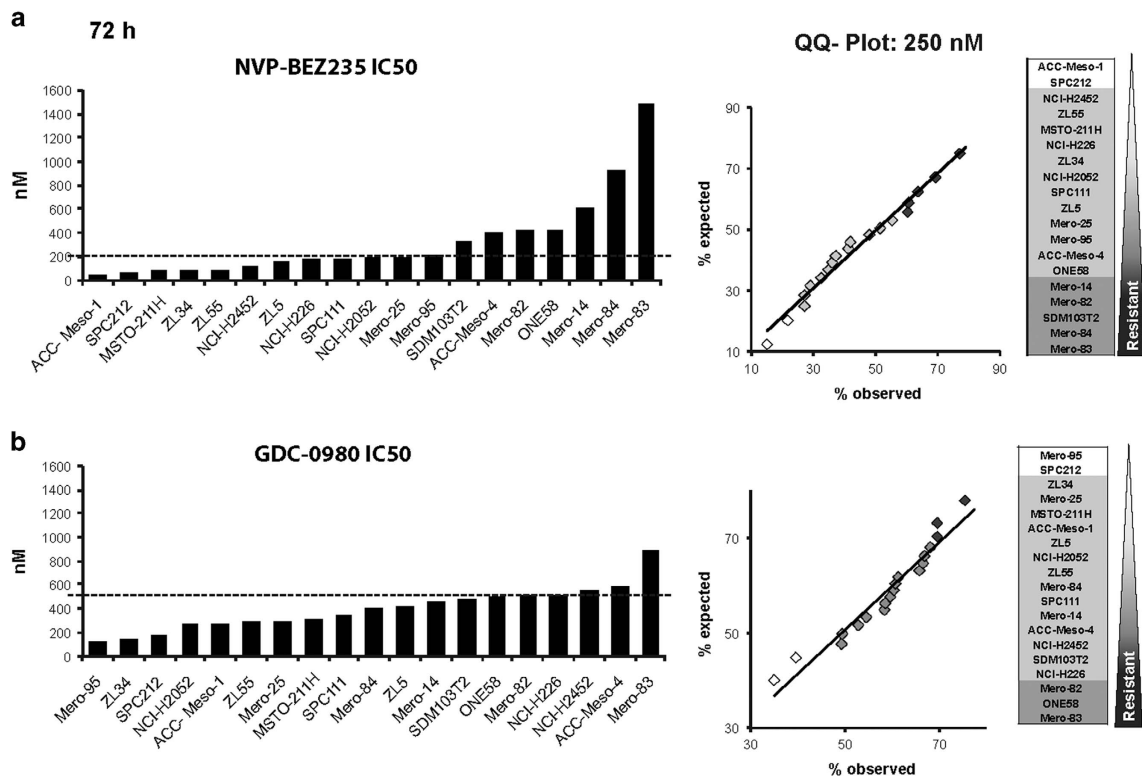 a
72 h
NVP-BEZ235 IC50
nM
1800
1600
1400
1200
1000
800
600
400
200
0
ACC- Meso-1
SPC212
MSTO-211H
ZL34
ZL55
NCI-H2452
ZL5
NCI-H226
SPC111
NCI-H2052
Mero-25
Mero-95
SDM103T2
ACC-Meso-4
Mero-82
ONE58
Mero-14
Mero-84
Mero-83
QQ- Plot: 250 nM
% expected
90
70
50
30
10
10
30
50
70
90
% observed
ACC-Meso-1
SPC212
NCI-H2452
ZL55
MSTO-211H
NCI-H226
ZL34
NCI-H2052
SPC111
ZL5
Mero-25
Mero-95
ACC-Meso-4
ONE58
Mero-14
Mero-82
SDM103T2
Mero-84
Mero-83
Resistant
b
GDC-0980 IC50
nM
1600
1400
1200
1000
800
600
400
200
0
Mero-95
ZL34
SPC212
NCI-H2052
ACC- Meso-1
ZL55
Mero-25
MSTO-211H
SPC111
Mero-84
ZL5
Mero-14
SDM103T2
ONE58
Mero-82
NCI-H226
NCI-H2452
ACC-Meso-4
Mero-83
% expected
70
50
30
30
50
70
% observed
Mero-95
SPC212
ZL34
Mero-25
MSTO-211H
ACC-Meso-1
ZL5
NCI-H2052
ZL55
Mero-84
SPC111
Mero-14
ACC-Meso-4
NCI-H2452
SDM103T2
NCI-H226
Mero-82
ONE58
Mero-83
Resistant